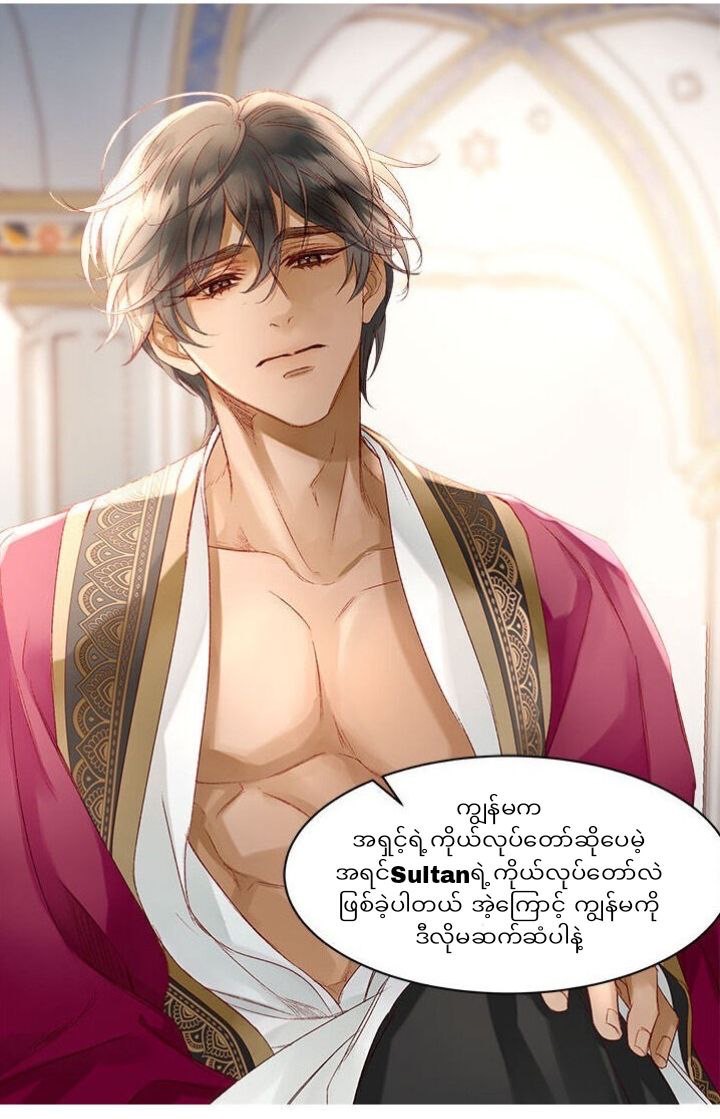 ကျွန်မက
အရှင့်ရဲ့ ကိုယ်လုပ်တော်ဆိုပေမဲ့
အရင်Sultanရဲ့ ကိုယ်လုပ်တော်လဲ
ဖြစ်ခဲ့ပါတယ် အဲ့ကြောင့် ကျွန်မကို
ဒီလိုမဆက်ဆံပါနဲ့